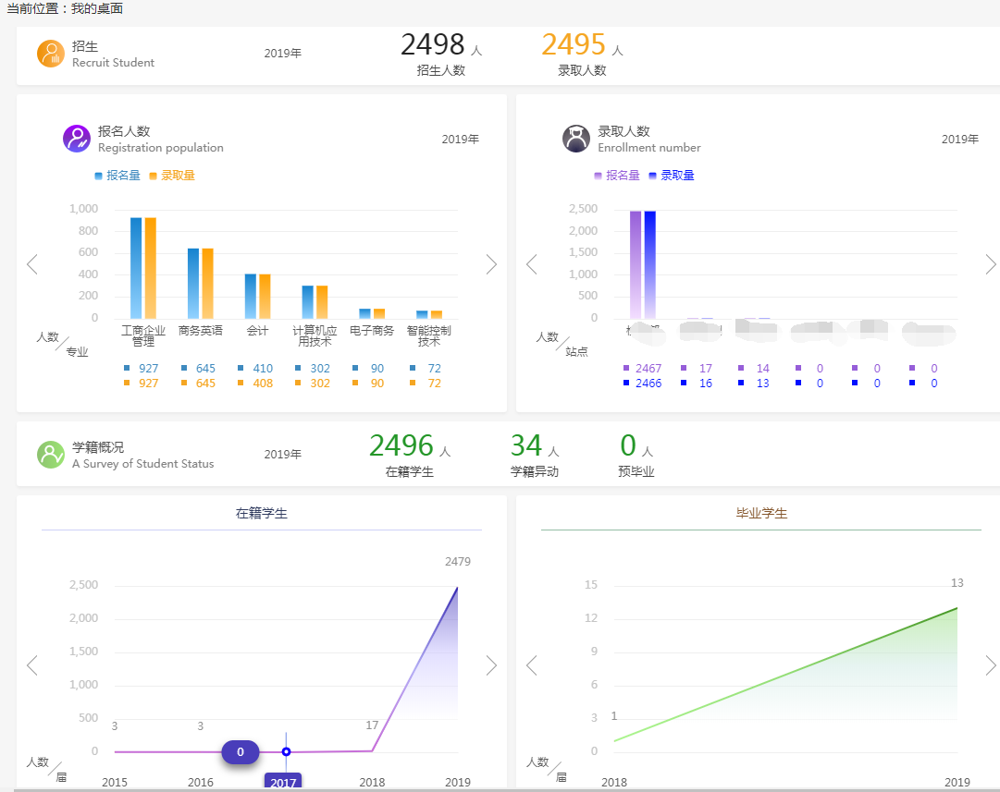 当前位置：我的桌面
招生
Recruit Student
2019年
2498 人
招生人数
2495 人
录取人数
报名人数
Registration population
2019年
报名量 录取量
1,000
800
600
400
200
0
人数
专业
工商企业管理 商务英语 会计 计算机应用技术 电子商务 智能控制技术
927 645 410 302 90 72
927 645 408 302 90 72
录取人数
Enrollment number
2019年
报名量 录取量
2,500
2,000
1,500
1,000
500
0
人数
站点
2467 17 14 0 0 0
2466 16 13 0 0 0
学籍概况
A Survey of Student Status
2019年
2496 人
在籍学生
34 人
学籍异动
0 人
预毕业
在籍学生
2479
2,500
2,000
1,500
1,000
500
0
3 3 17
0
人数
届
2015 2016 2017 2018 2019
毕业学生
13
15
12
9
6
3
0
1
人数
届
2018 2019